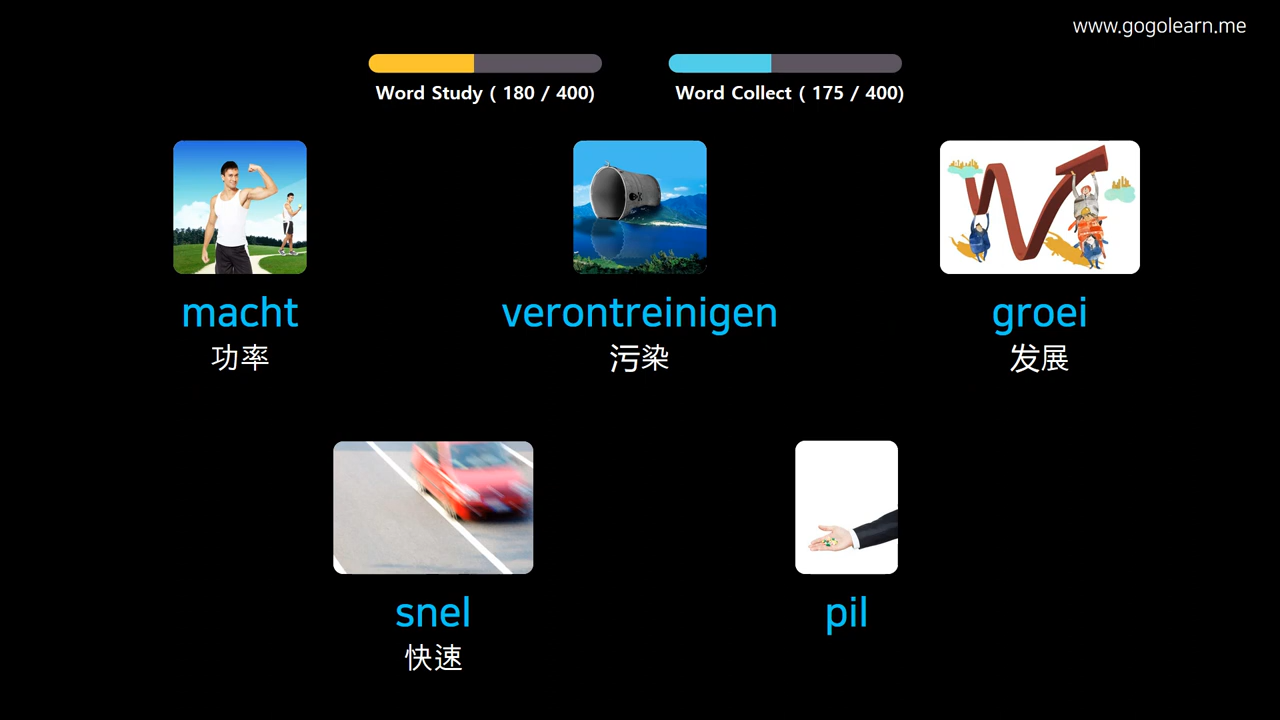 www.gogolearn.me
Word Study ( 180 / 400)
Word Collect ( 175 / 400)
macht
功率
verontreinigen
污染
groei
发展
snel
快速
pil